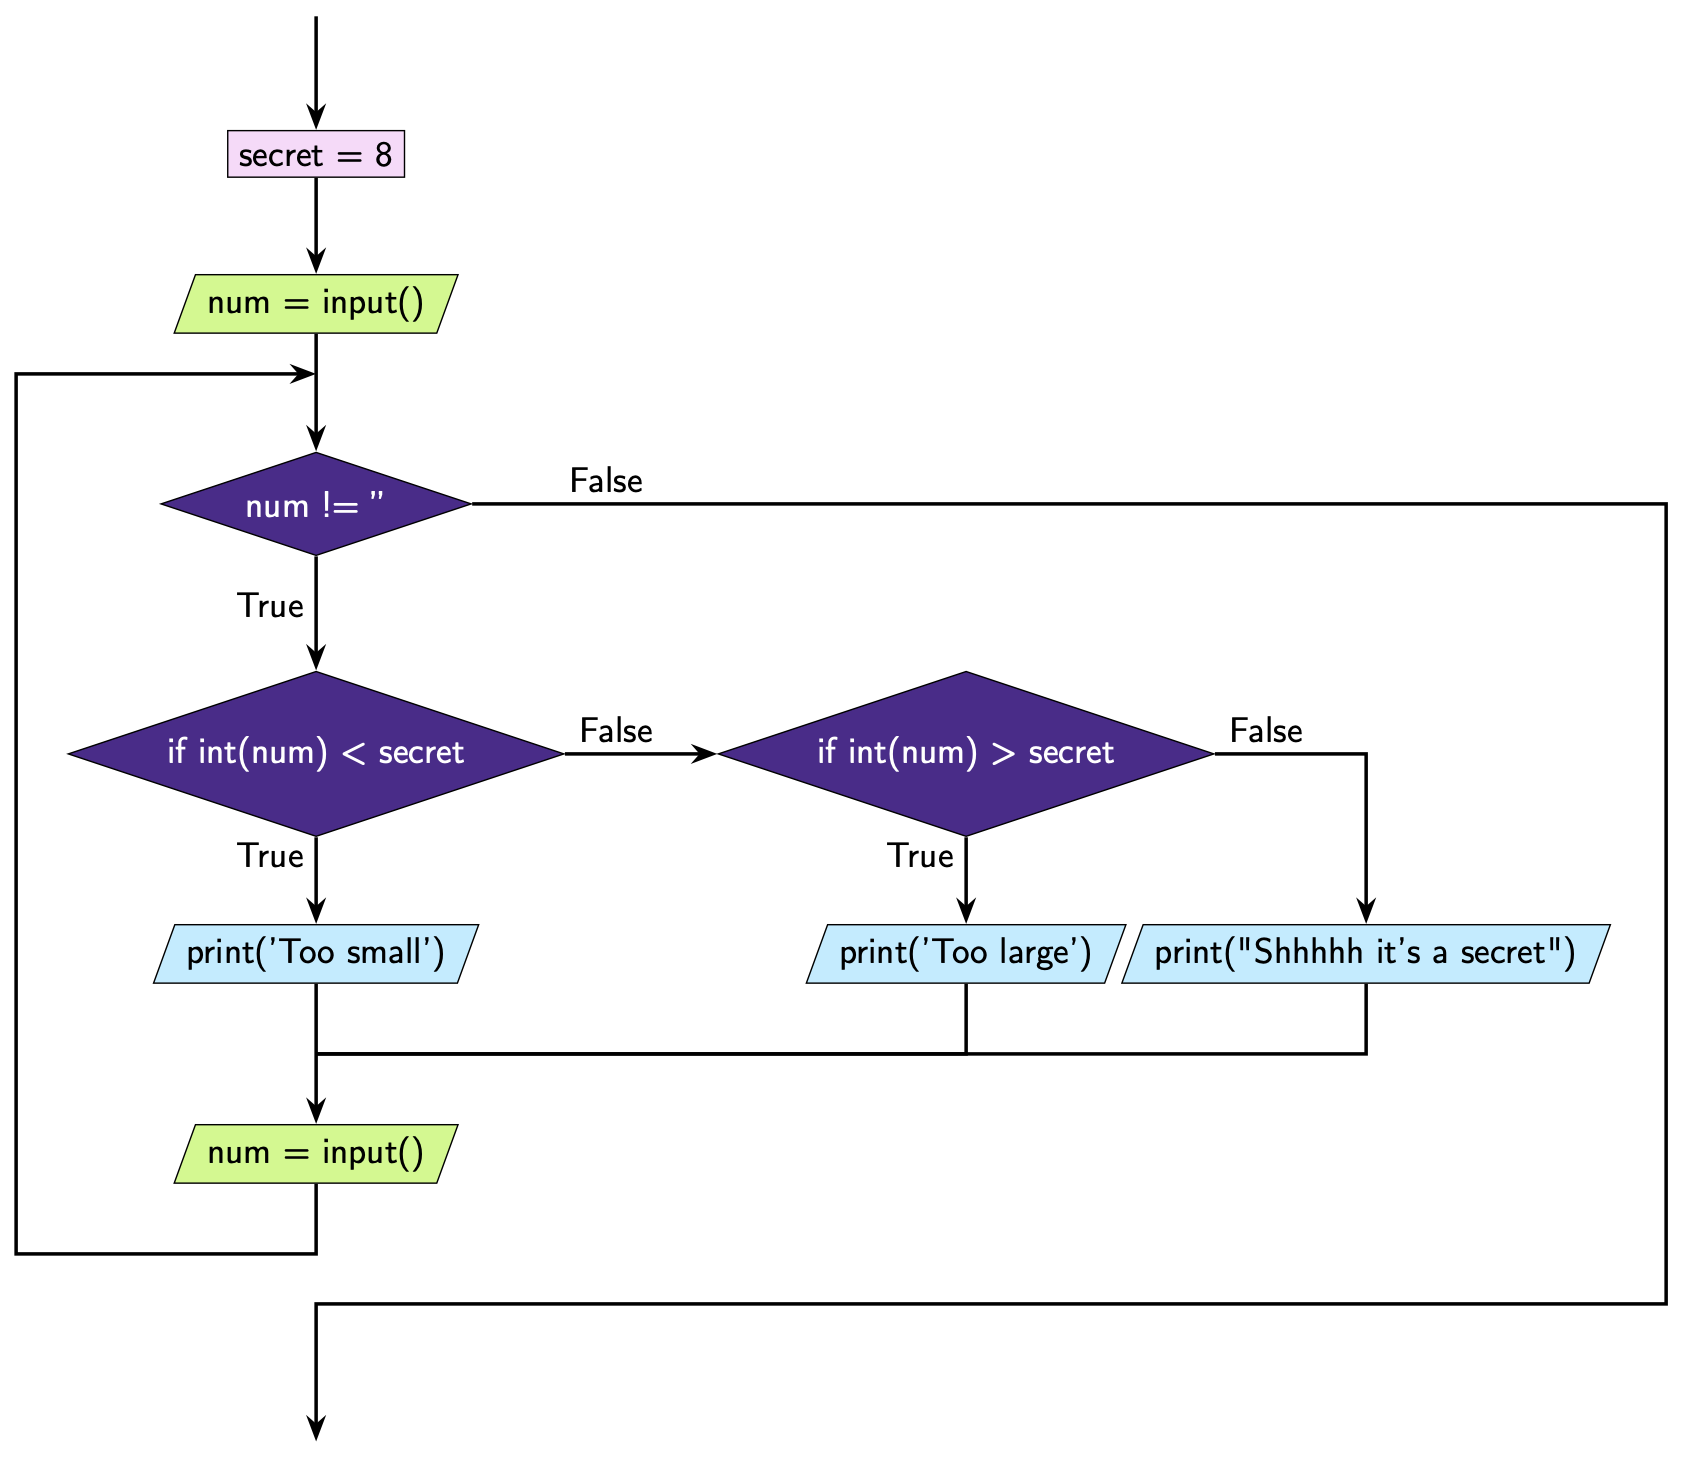 secret = 8
num = input()
num != ''
False
True
if int(num) < secret
False
if int(num) > secret
False
True
True
print('Too small')
print('Too large')
print("Shhhhh it's a secret")
num = input()